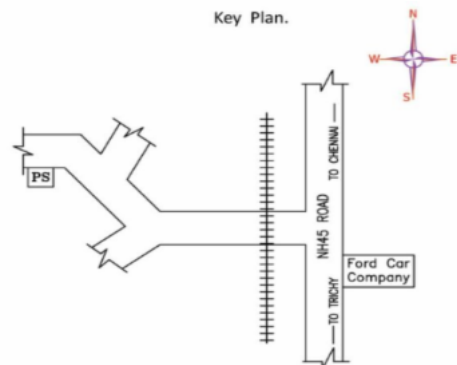 Key Plan.
N
W
E
S
PS
NH45 ROAD
—TO CHENNAI—
—TO TRICHY
Ford Car
Company